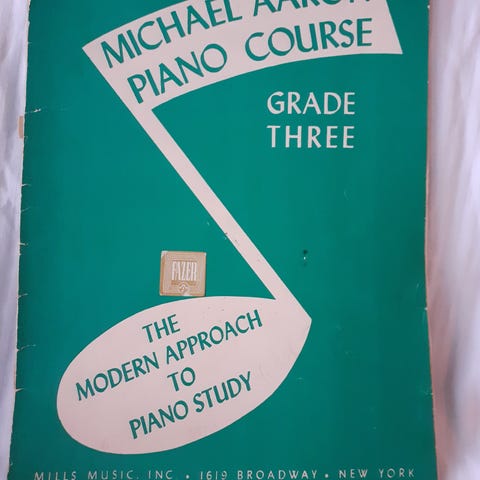 MICHAEL AARON
PIANO COURSE
GRADE
THREE
FAZER
THE
MODERN APPROACH
TO
PIANO STUDY
MILLS MUSIC, INC • 1619 BROADWAY • NEW YORK